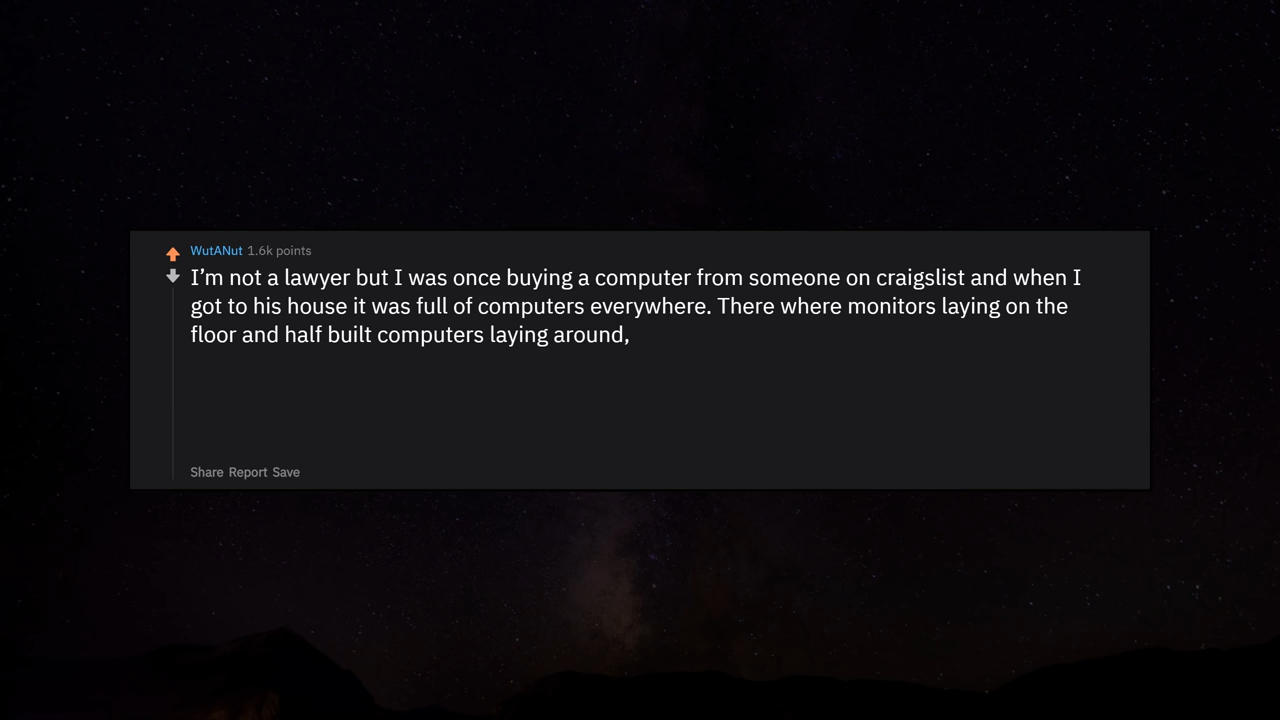 WutANut 1.6k points
I’m not a lawyer but I was once buying a computer from someone on craigslist and when I
got to his house it was full of computers everywhere. There where monitors laying on the
floor and half built computers laying around,
Share Report Save